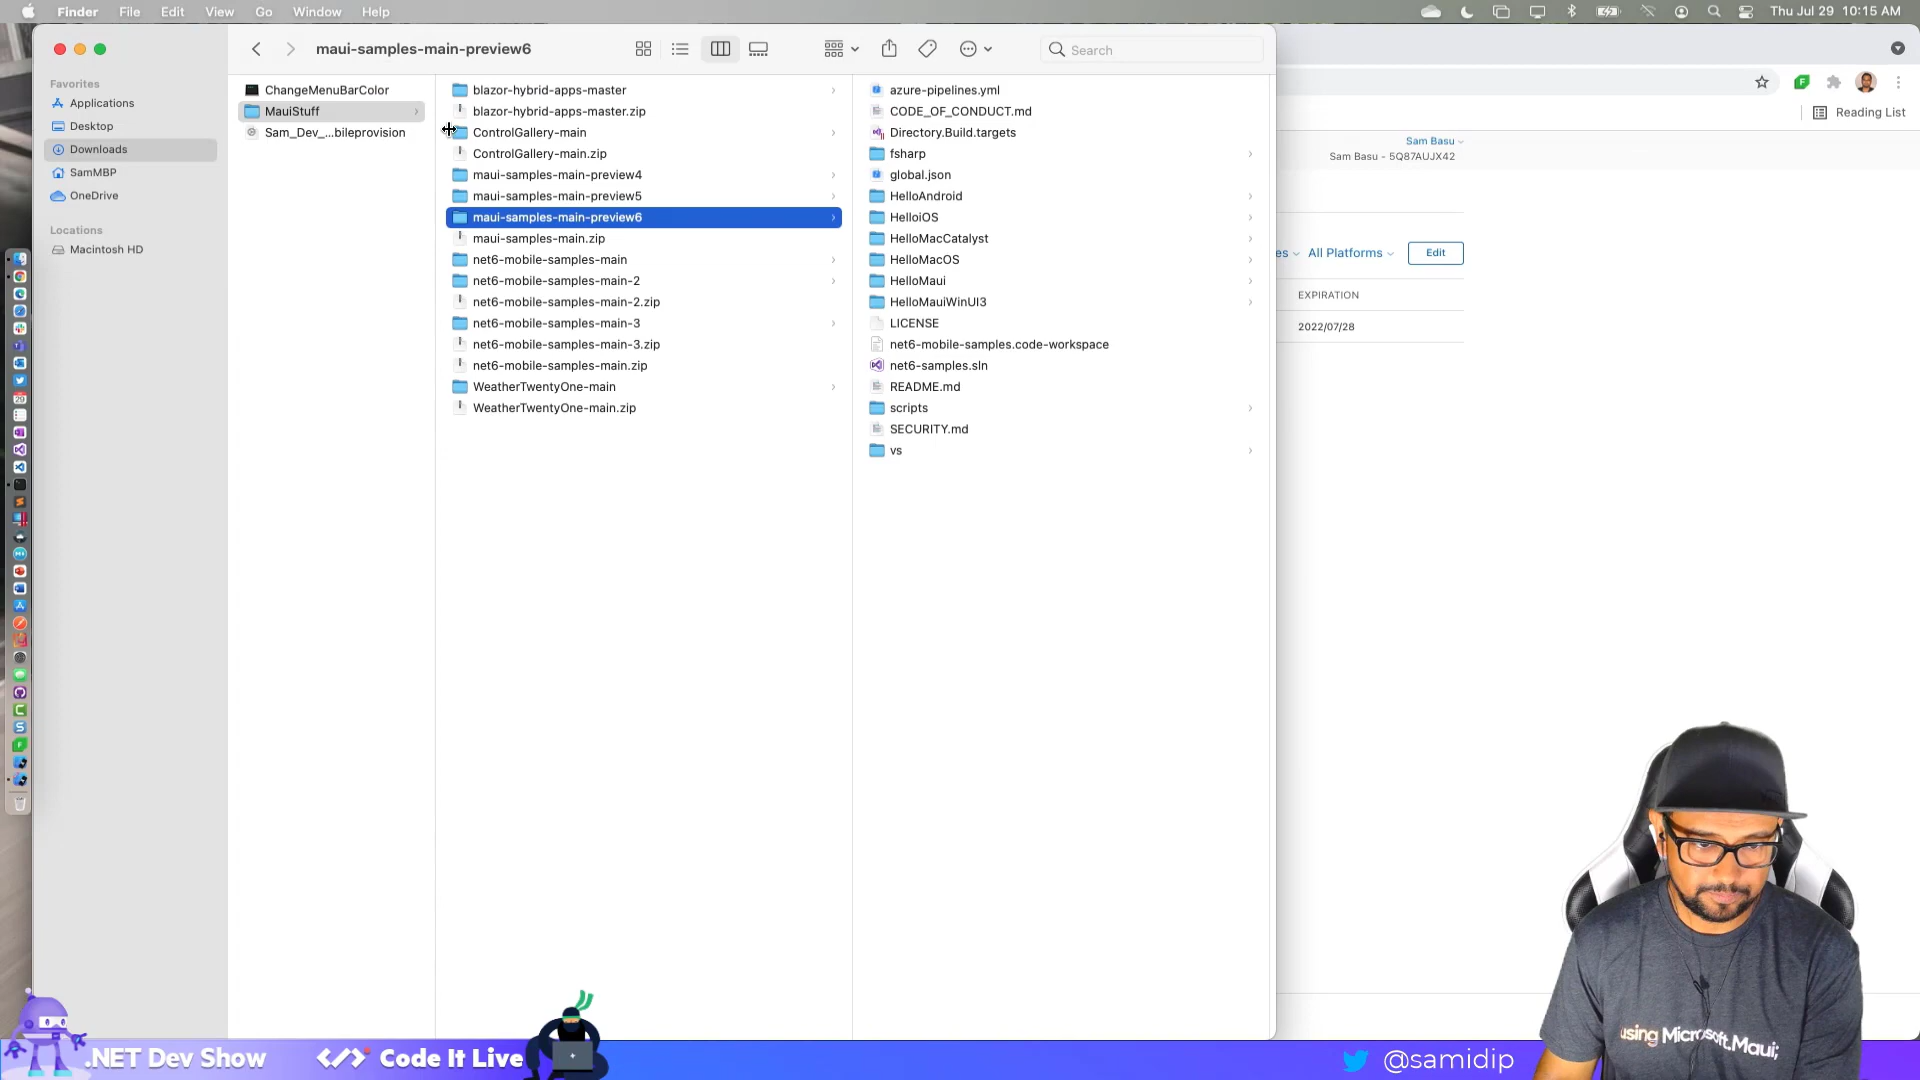 Finder File Edit View Go Window Help
Thu Jul 29 10:15 AM
maui-samples-main-preview6
Search
Favorites
Applications
Desktop
Downloads
SamMBP
OneDrive
Locations
Macintosh HD
ChangeMenuBarColor
MauiStuff
Sam_Dev_...bileprovision
blazor-hybrid-apps-master
blazor-hybrid-apps-master.zip
ControlGallery-main
ControlGallery-main.zip
maui-samples-main-preview4
maui-samples-main-preview5
maui-samples-main-preview6
maui-samples-main.zip
net6-mobile-samples-main
net6-mobile-samples-main-2
net6-mobile-samples-main-2.zip
net6-mobile-samples-main-3
net6-mobile-samples-main-3.zip
net6-mobile-samples-main.zip
WeatherTwentyOne-main
WeatherTwentyOne-main.zip
azure-pipelines.yml
CODE_OF_CONDUCT.md
Directory.Build.targets
fsharp
global.json
HelloAndroid
HelloiOS
HelloMacCatalyst
HelloMacOS
HelloMaui
HelloMauiWinUI3
LICENSE
net6-mobile-samples.code-workspace
net6-samples.sln
README.md
scripts
SECURITY.md
vs
Reading List
Sam Basu
Sam Basu - 5Q87AUJX42
es All Platforms Edit
EXPIRATION
2022/07/28
using Microsoft.Maui;
.NET Dev Show </> Code It Live
@samidip